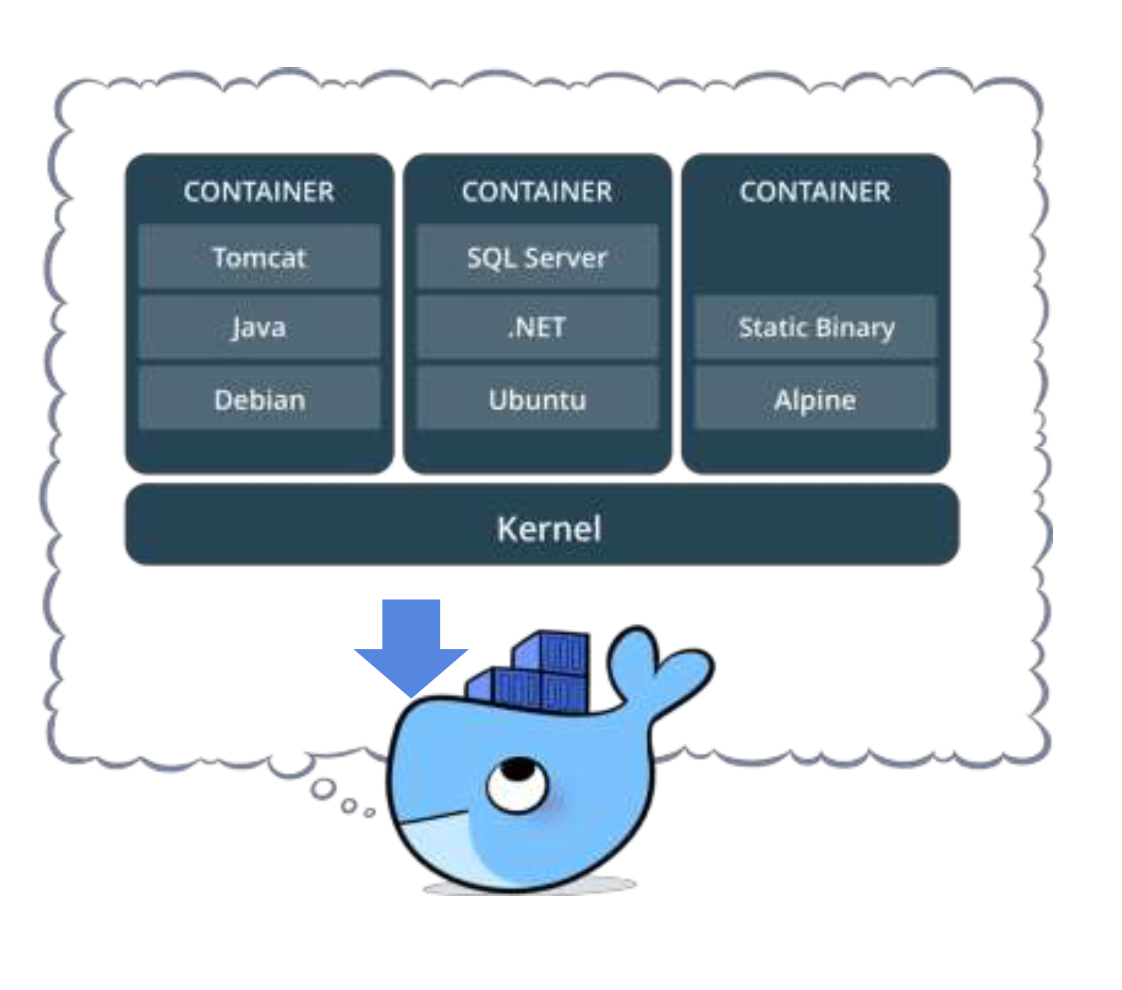 CONTAINER
Tomcat
Java
Debian
CONTAINER
SQL Server
.NET
Ubuntu
CONTAINER
Static Binary
Alpine
Kernel